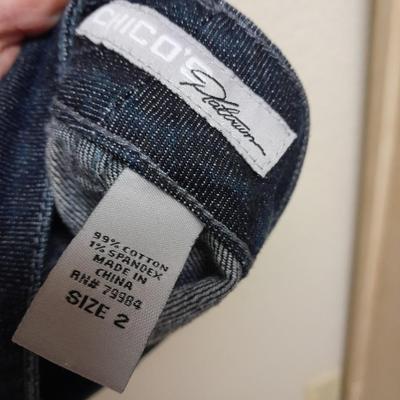 CHICO'S
Platinum
99% COTTON
1% SPANDEX
MADE IN
CHINA
RN# 79984
SIZE 2